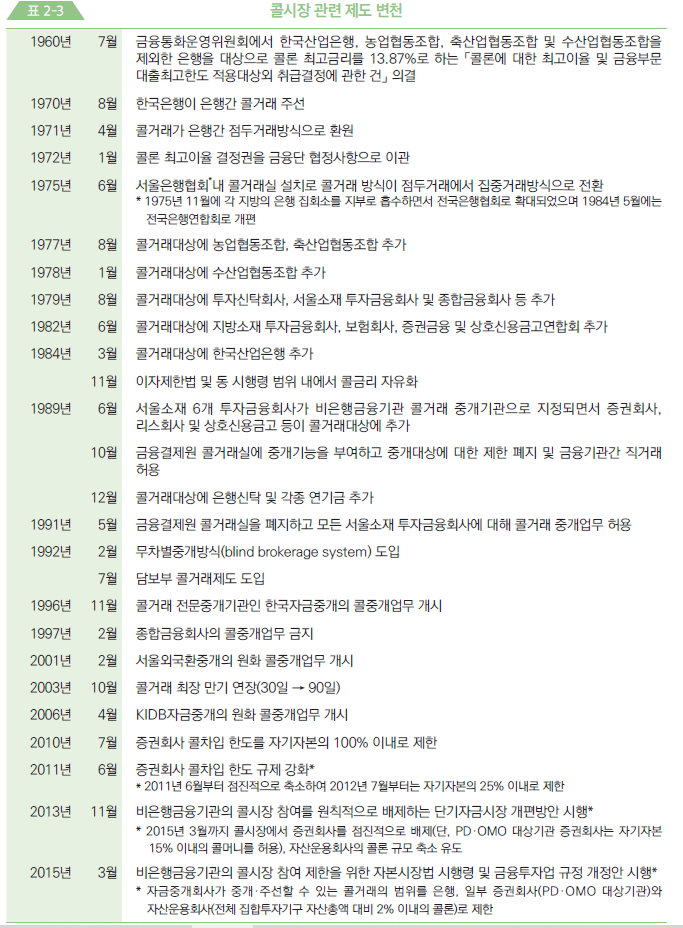 표 2-3
콜시장 관련 제도 변천
1960년 7월 금융통화운영위원회에서 한국산업은행, 농업협동조합, 축산업협동조합 및 수산업협동조합을
제외한 은행을 대상으로 콜론 최고금리를 13.87%로 하는 「콜론에 대한 최고이율 및 금융부문
대출최고한도 적용대상외 취급결정에 관한 건」 의결
1970년 8월 한국은행이 은행간 콜거래 주선
1971년 4월 콜거래가 은행간 점두거래방식으로 환원
1972년 1월 콜론 최고이율 결정권을 금융단 협정사항으로 이관
1975년 6월 서울은행협회*내 콜거래실 설치로 콜거래 방식이 점두거래에서 집중거래방식으로 전환
* 1975년 11월에 각 지방의 은행 집회소를 지부로 흡수하면서 전국은행협회로 확대되었으며 1984년 5월에는
전국은행연합회로 개편
1977년 8월 콜거래대상에 농업협동조합, 축산업협동조합 추가
1978년 1월 콜거래대상에 수산업협동조합 추가
1979년 8월 콜거래대상에 투자신탁회사, 서울소재 투자금융회사 및 종합금융회사 등 추가
1982년 6월 콜거래대상에 지방소재 투자금융회사, 보험회사, 증권금융 및 상호신용금고연합회 추가
1984년 3월 콜거래대상에 한국산업은행 추가
11월 이자제한법 및 동 시행령 범위 내에서 콜금리 자유화
1989년 6월 서울소재 6개 투자금융회사가 비은행금융기관 콜거래 중개기관으로 지정되면서 증권회사,
리스회사 및 상호신용금고 등이 콜거래대상에 추가
10월 금융결제원 콜거래실에 중개기능을 부여하고 중개대상에 대한 제한 폐지 및 금융기관간 직거래
허용
12월 콜거래대상에 은행신탁 및 각종 연기금 추가
1991년 5월 금융결제원 콜거래실을 폐지하고 모든 서울소재 투자금융회사에 대해 콜거래 중개업무 허용
1992년 2월 무차별중개방식(blind brokerage system) 도입
7월 담보부 콜거래제도 도입
1996년 11월 콜거래 전문중개기관인 한국자금중개의 콜중개업무 개시
1997년 2월 종합금융회사의 콜중개업무 금지
2001년 2월 서울외국환중개의 원화 콜중개업무 개시
2003년 10월 콜거래 최장 만기 연장(30일 → 90일)
2006년 4월 KIDB자금중개의 원화 콜중개업무 개시
2010년 7월 증권회사 콜차입 한도를 자기자본의 100% 이내로 제한
2011년 6월 증권회사 콜차입 한도 규제 강화*
* 2011년 6월부터 점진적으로 축소하여 2012년 7월부터는 자기자본의 25% 이내로 제한
2013년 11월 비은행금융기관의 콜시장 참여를 원칙적으로 배제하는 단기자금시장 개편방안 시행*
* 2015년 3월까지 콜시장에서 증권회사를 점진적으로 배제(단, PD·OMO 대상기관 증권회사는 자기자본
15% 이내의 콜머니를 허용), 자산운용회사의 콜론 규모 축소 유도
2015년 3월 비은행금융기관의 콜시장 참여 제한을 위한 자본시장법 시행령 및 금융투자업 규정 개정안 시행*
* 자금중개회사가 중개·주선할 수 있는 콜거래의 범위를 은행, 일부 증권회사(PD·OMO 대상기관)와
자산운용회사(전체 집합투자기구 자산총액 대비 2% 이내의 콜론)로 제한